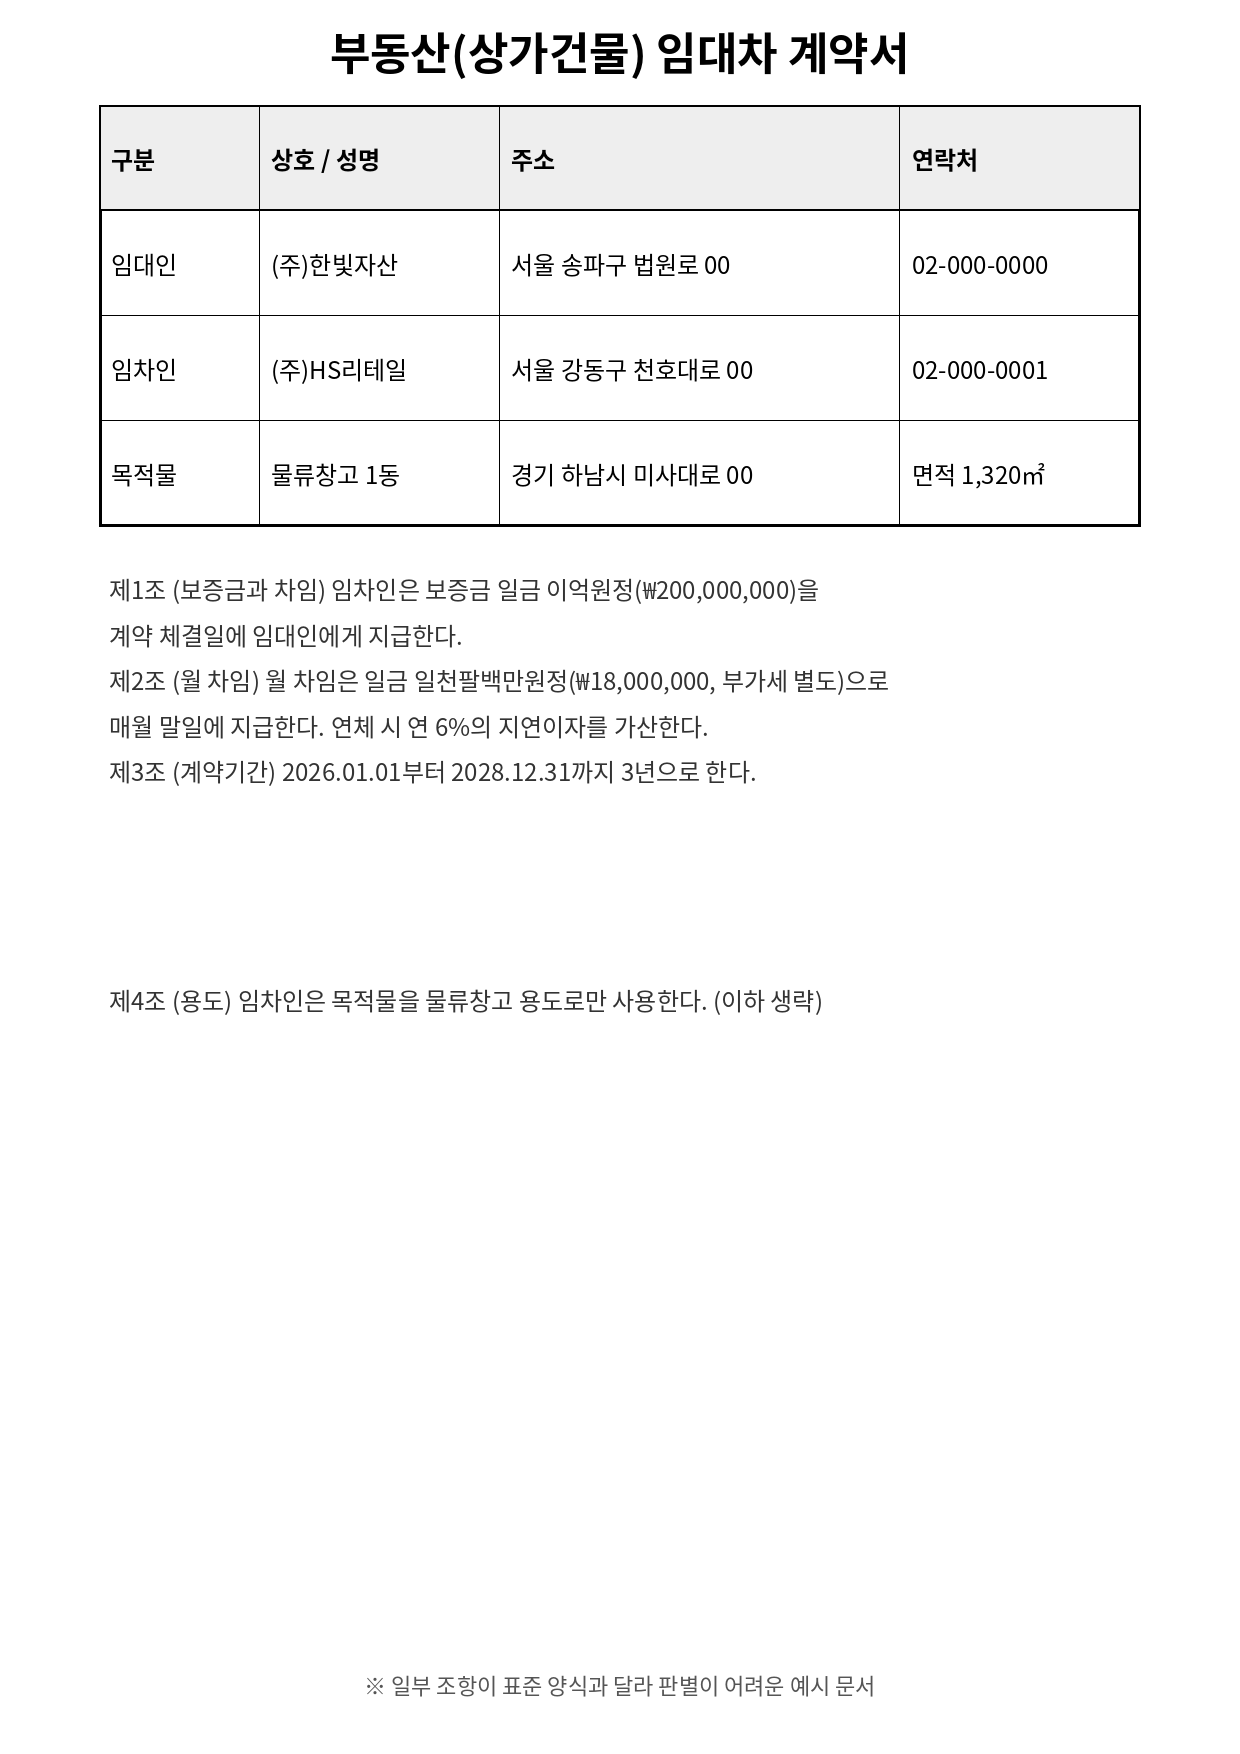 부동산(상가건물) 임대차 계약서
구분 상호 / 성명 주소 연락처
임대인 (주)한빛자산 서울 송파구 법원로 00 02-000-0000
임차인 (주)HS리테일 서울 강동구 천호대로 00 02-000-0001
목적물 물류창고 1동 경기 하남시 미사대로 00 면적 1,320㎡
제1조 (보증금과 차임) 임차인은 보증금 일금 이억원정(₩200,000,000)을
계약 체결일에 임대인에게 지급한다.
제2조 (월 차임) 월 차임은 일금 일천팔백만원정(₩18,000,000, 부가세 별도)으로
매월 말일에 지급한다. 연체 시 연 6%의 지연이자를 가산한다.
제3조 (계약기간) 2026.01.01부터 2028.12.31까지 3년으로 한다.
제4조 (용도) 임차인은 목적물을 물류창고 용도로만 사용한다. (이하 생략)
※ 일부 조항이 표준 양식과 달라 판별이 어려운 예시 문서